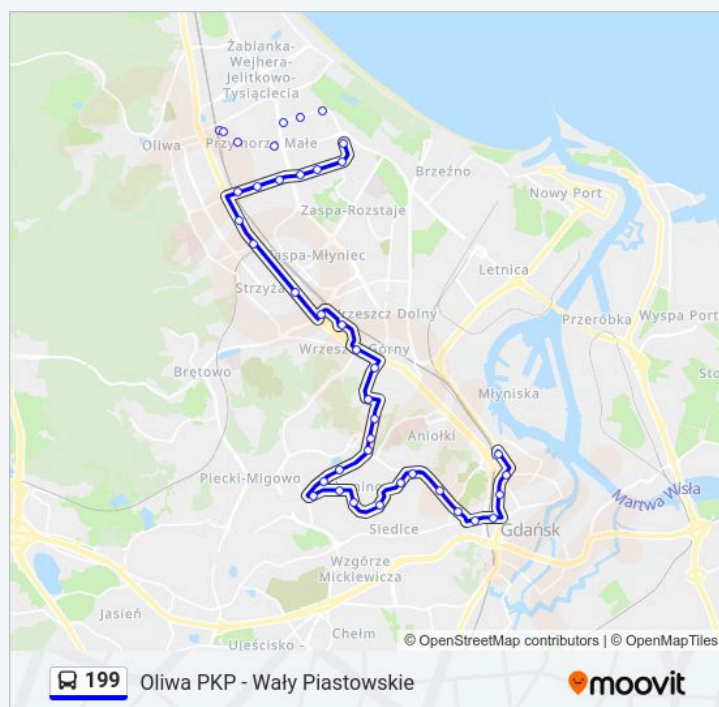 Żabianka-
Wejhera-
Jelitkowo-
Tysiąclecia
Oliwa
Przymorze Małe
Brzeźno
Nowy Port
Zaspa-Rozstaje
Zaspa-Młyniec
Letnica
Strzyża
Wrzeszcz Dolny
Przeróbka
Wyspa Port
Wrzeszcz Górny
Brętowo
Sto
Młyniska
Aniołki
Piecki-Migowo
Martwa Wisła
Siedlce
Gdańsk
Wzgórze
Mickiewicza
Jasień
Chełm
Ujeścisko -
© OpenStreetMap contributors | © OpenMapTiles
199 Oliwa PKP - Wały Piastowskie
moovit